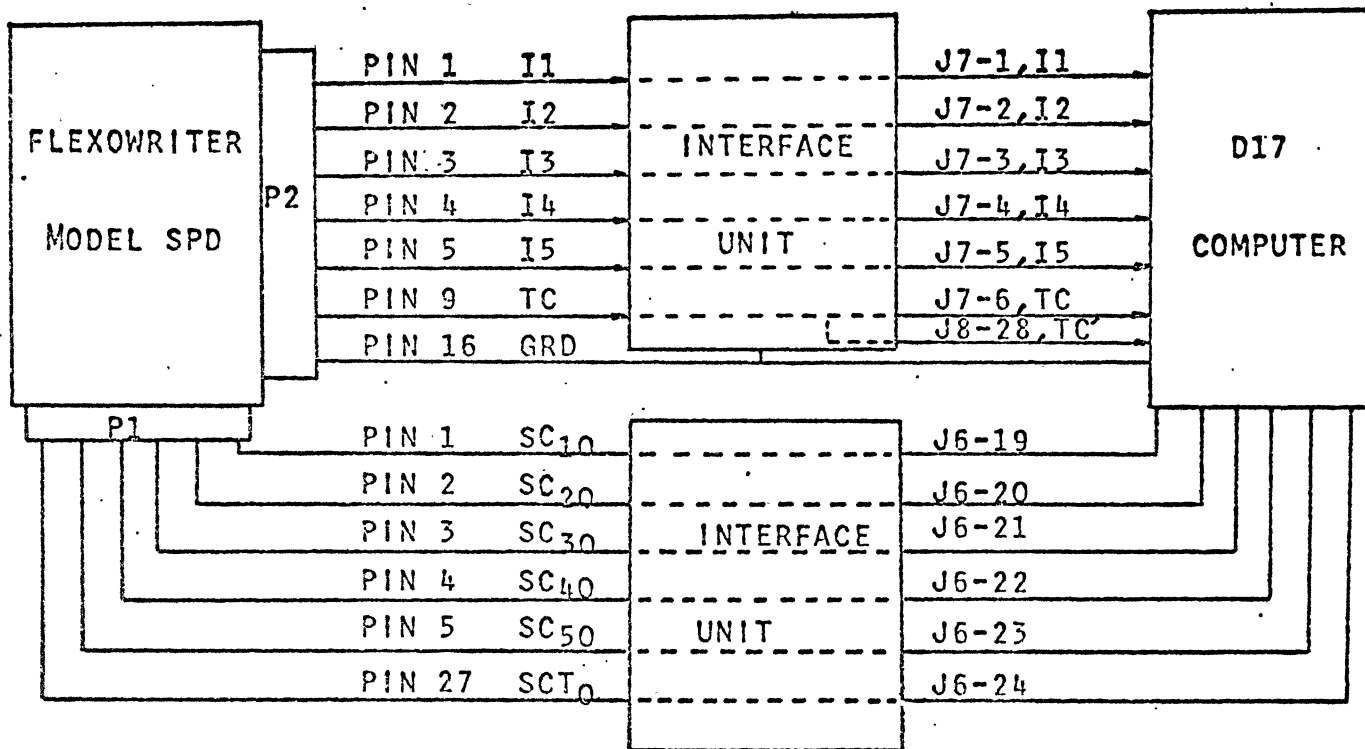 FLEXOWRITER
MODEL SPD
P2
P1
PIN 1 I1
PIN 2 I2
PIN 3 I3
PIN 4 I4
PIN 5 I5
PIN 9 TC
PIN 16 GRD
INTERFACE
UNIT
J7-1,I1
J7-2,I2
J7-3,I3
J7-4,I4
J7-5,I5
J7-6,TC
J8-28,TC'
D17
COMPUTER
PIN 1 SC10
PIN 2 SC20
PIN 3 SC30
PIN 4 SC40
PIN 5 SC50
PIN 27 SCT0
INTERFACE
UNIT
J6-19
J6-20
J6-21
J6-22
J6-23
J6-24